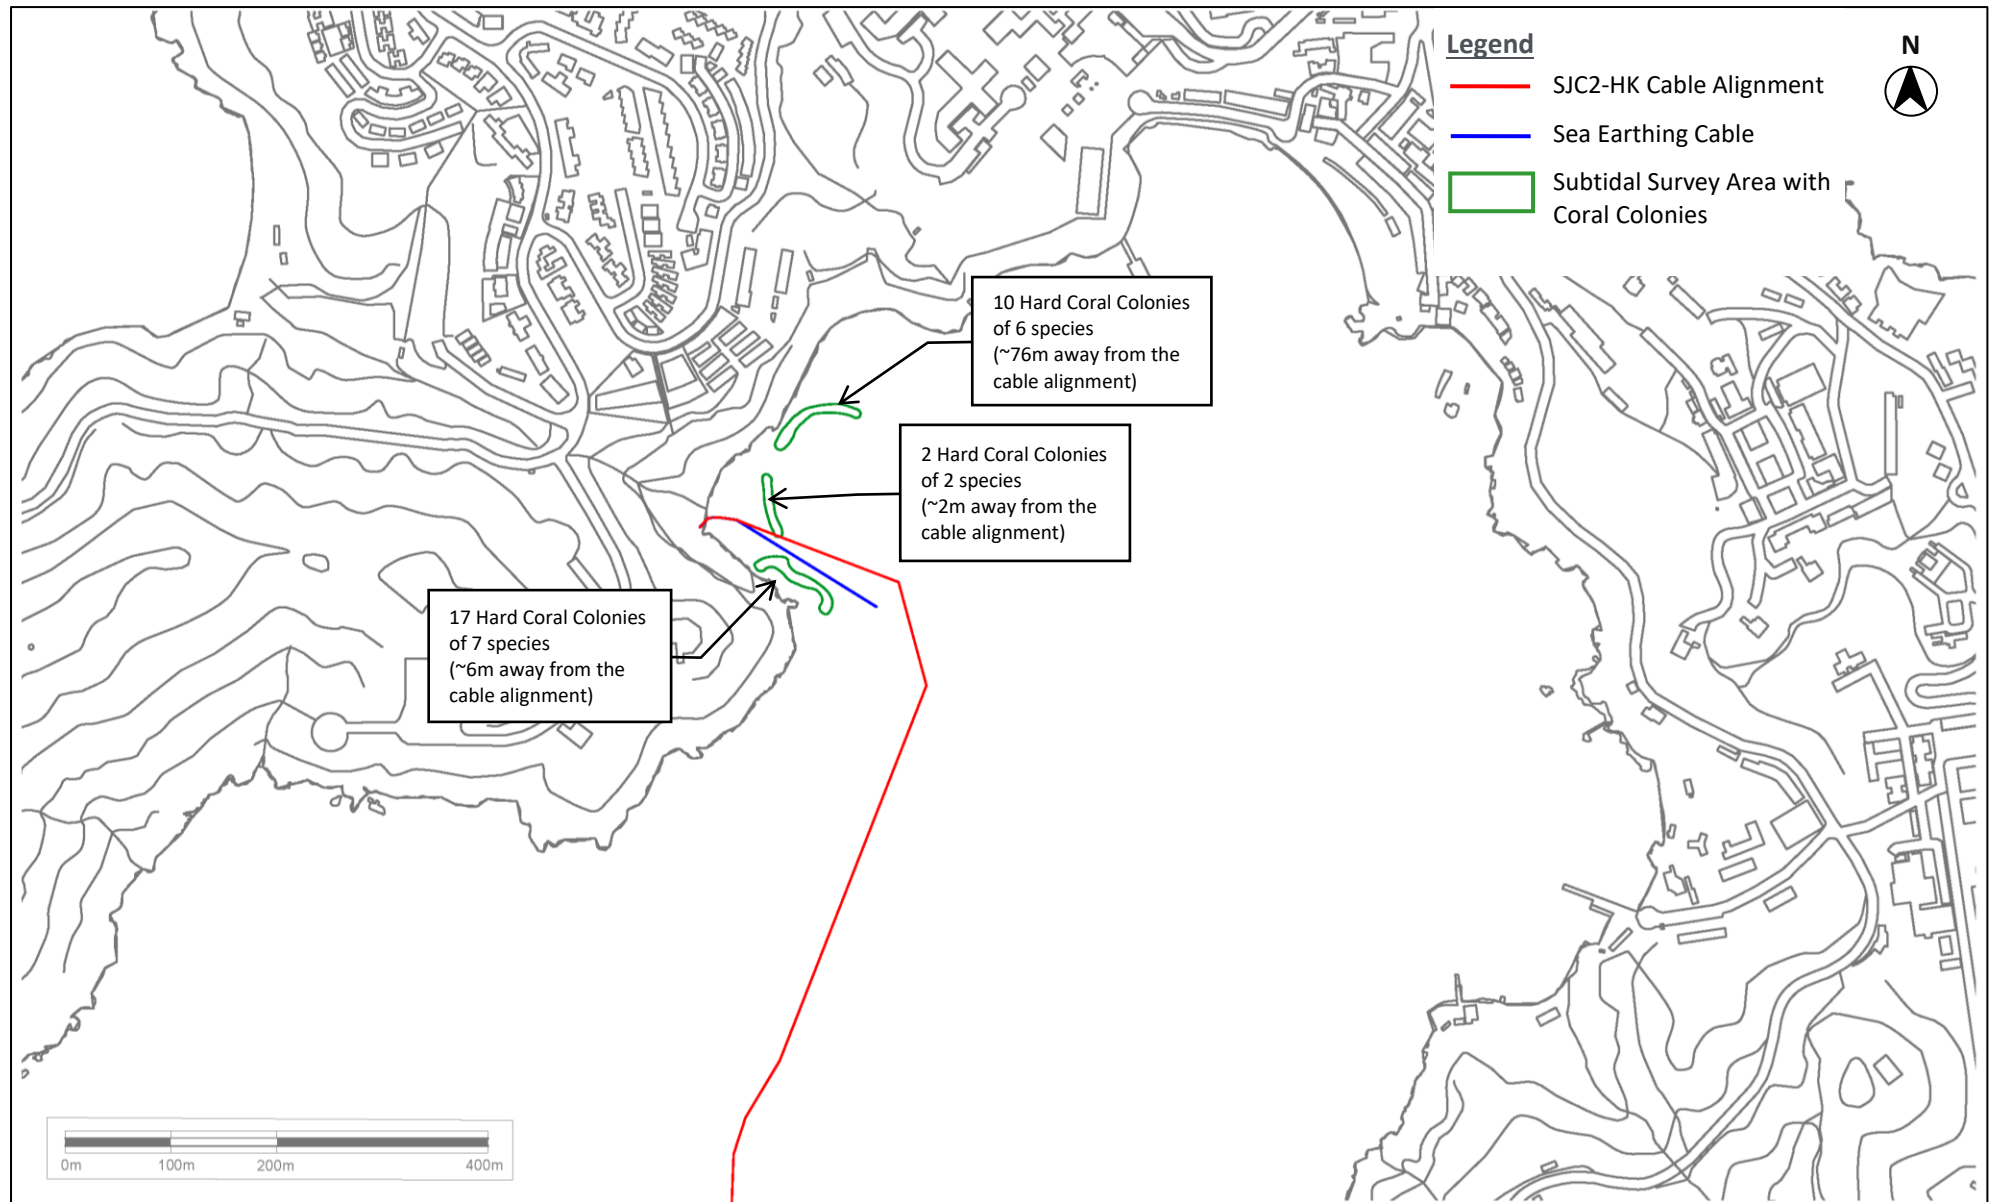 Legend
N
SJC2-HK Cable Alignment
Sea Earthing Cable
Subtidal Survey Area with
Coral Colonies
10 Hard Coral Colonies
of 6 species
(~76m away from the
cable alignment)
2 Hard Coral Colonies
of 2 species
(~2m away from the
cable alignment)
17 Hard Coral Colonies
of 7 species
(~6m away from the
cable alignment)
0m 100m 200m 400m